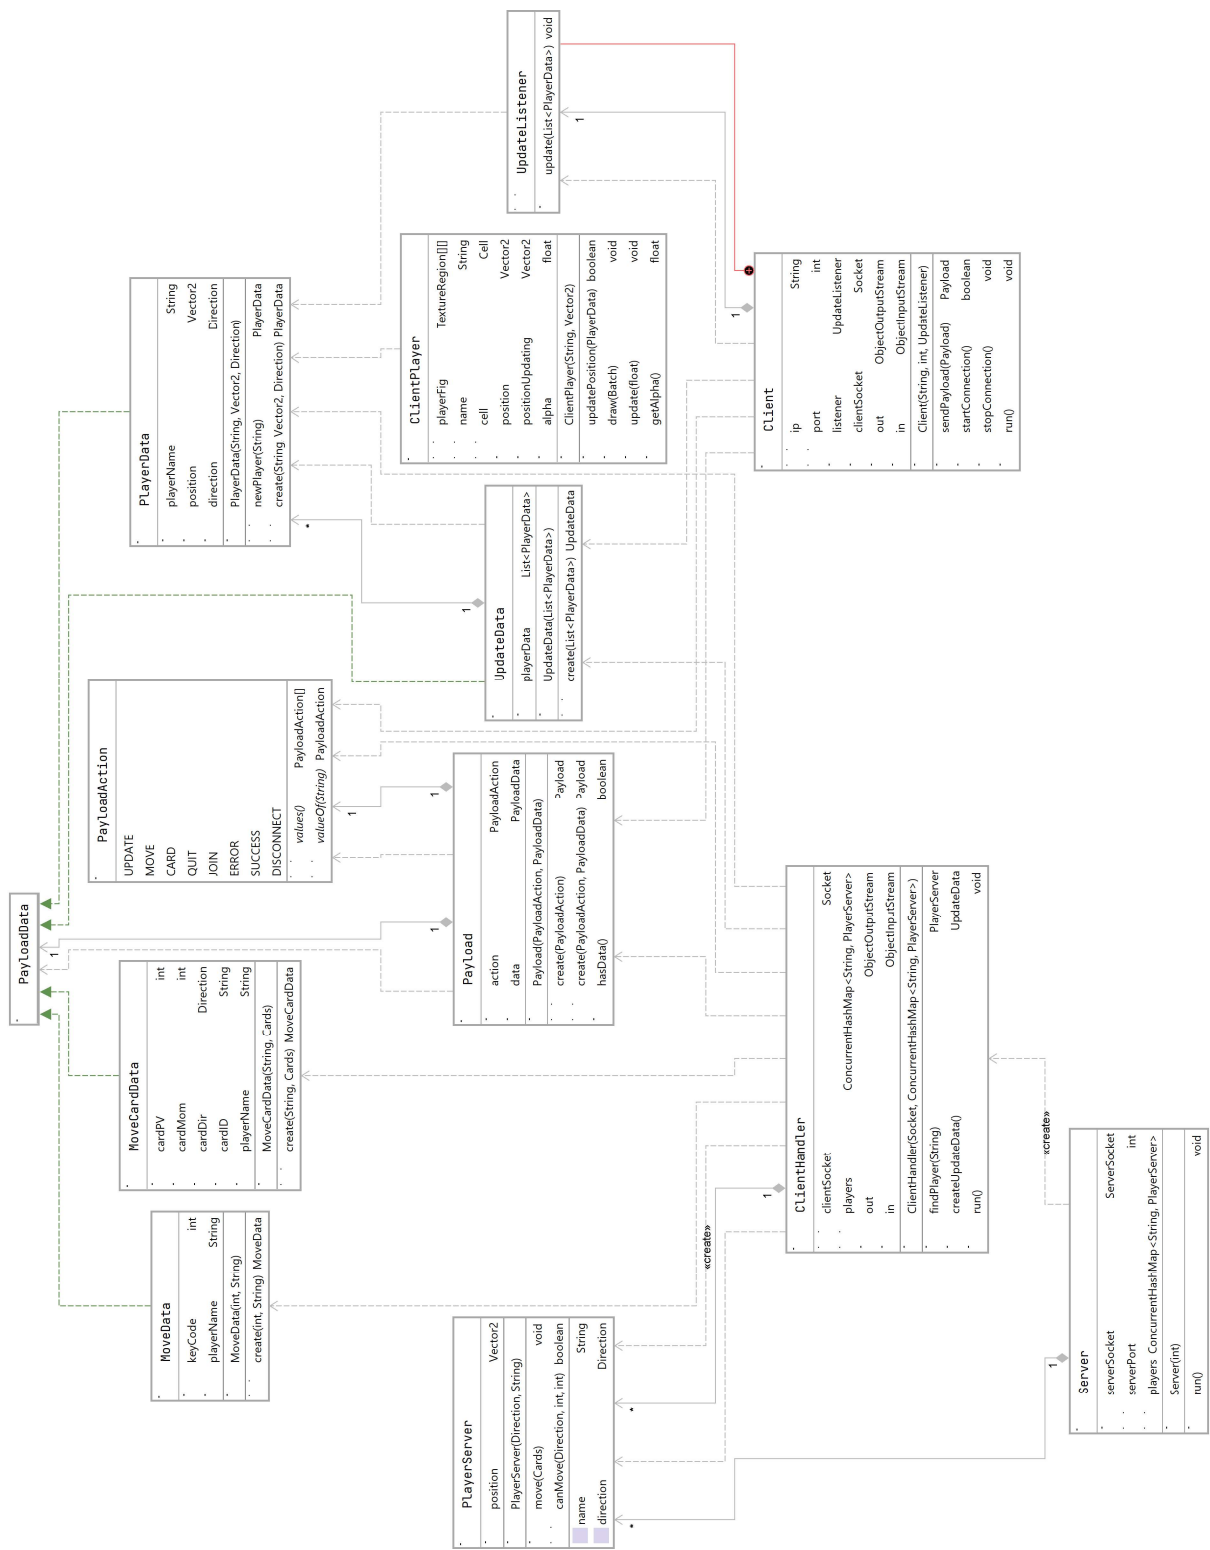 PayloadData
MoveData
keyCode int
playerName String
MoveData(int, String)
create(int, String) MoveData
MoveCardData
cardPV int
cardMom int
cardDir Direction
cardID String
playerName String
MoveCardData(String, Cards)
create(String, Cards) MoveCardData
PayloadAction
UPDATE
MOVE
CARD
QUIT
JOIN
ERROR
SUCCESS
DISCONNECT
values() PayloadAction[]
valueOf(String) PayloadAction
PlayerData
playerName String
position Vector2
direction Direction
PlayerData(String, Vector2, Direction)
newPlayer(String) PlayerData
create(String Vector2, Direction) PlayerData
PlayerServer
position Vector2
PlayerServer(Direction, String)
move(Cards) void
canMove(Direction, int, int) boolean
name String
direction Direction
Payload
action PayloadAction
data PayloadData
Payload(PayloadAction, PayloadData)
create(PayloadAction) Payload
create(PayloadAction, PayloadData) Payload
hasData() boolean
UpdateData
playerData List<PlayerData>
UpdateData(List<PlayerData>)
create(List<PlayerData>) UpdateData
ClientPlayer
playerFig TextureRegion[][]
name String
cell Cell
position Vector2
positionUpdating Vector2
alpha float
ClientPlayer(String, Vector2)
updatePosition(PlayerData) boolean
draw(Batch) void
update(float) void
getAlpha() float
UpdateListener
update(List<PlayerData>) void
Server
serverSocket ServerSocket
serverPort int
players ConcurrentHashMap<String, PlayerServer>
Server(int)
run() void
ClientHandler
clientSocket Socket
players ConcurrentHashMap<String, PlayerServer>
out ObjectOutputStream
in ObjectInputStream
ClientHandler(Socket, ConcurrentHashMap<String, PlayerServer>)
findPlayer(String) PlayerServer
createUpdateData() UpdateData
run() void
Client
ip String
port int
listener UpdateListener
clientSocket Socket
out ObjectOutputStream
in ObjectInputStream
Client(String, int, UpdateListener)
sendPayload(Payload) Payload
startConnection() boolean
stopConnection() void
run() void
«create»
«create»
1
1
1
1
1
*
1
1
1
*
1
*